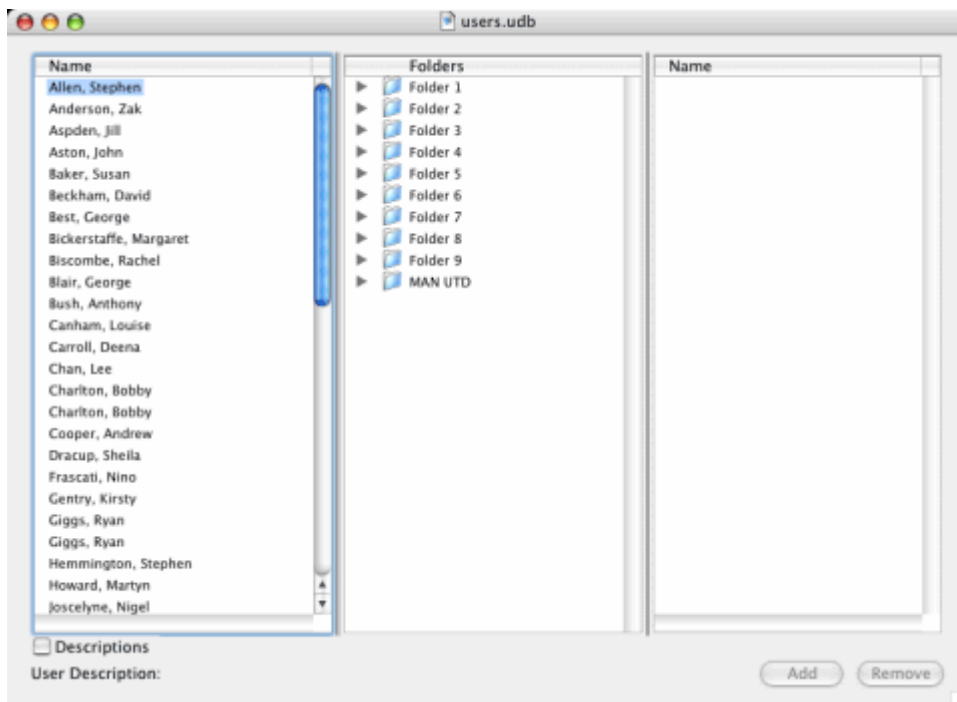 users.udb
Name
Allen, Stephen
Anderson, Zak
Aspden, Jill
Aston, John
Baker, Susan
Beckham, David
Best, George
Bickerstaffe, Margaret
Biscombe, Rachel
Blair, George
Bush, Anthony
Canham, Louise
Carroll, Deena
Chan, Lee
Charlton, Bobby
Charlton, Bobby
Cooper, Andrew
Dracup, Sheila
Frascati, Nino
Gentry, Kirsty
Giggs, Ryan
Giggs, Ryan
Hemmington, Stephen
Howard, Martyn
Joscelyne, Nigel
Folders
Folder 1
Folder 2
Folder 3
Folder 4
Folder 5
Folder 6
Folder 7
Folder 8
Folder 9
MAN UTD
Name
Descriptions
User Description:
Add
Remove